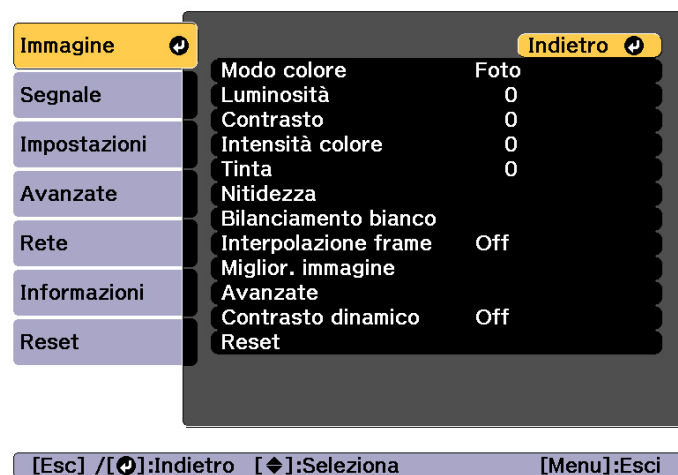 Immagine
Segnale
Impostazioni
Avanzate
Rete
Informazioni
Reset
Indietro
Modo colore Foto
Luminosità 0
Contrasto 0
Intensità colore 0
Tinta 0
Nitidezza
Bilanciamento bianco
Interpolazione frame Off
Miglior. immagine
Avanzate
Contrasto dinamico Off
Reset
[Esc] /[⏎]:Indietro [◆]:Seleziona [Menu]:Esci